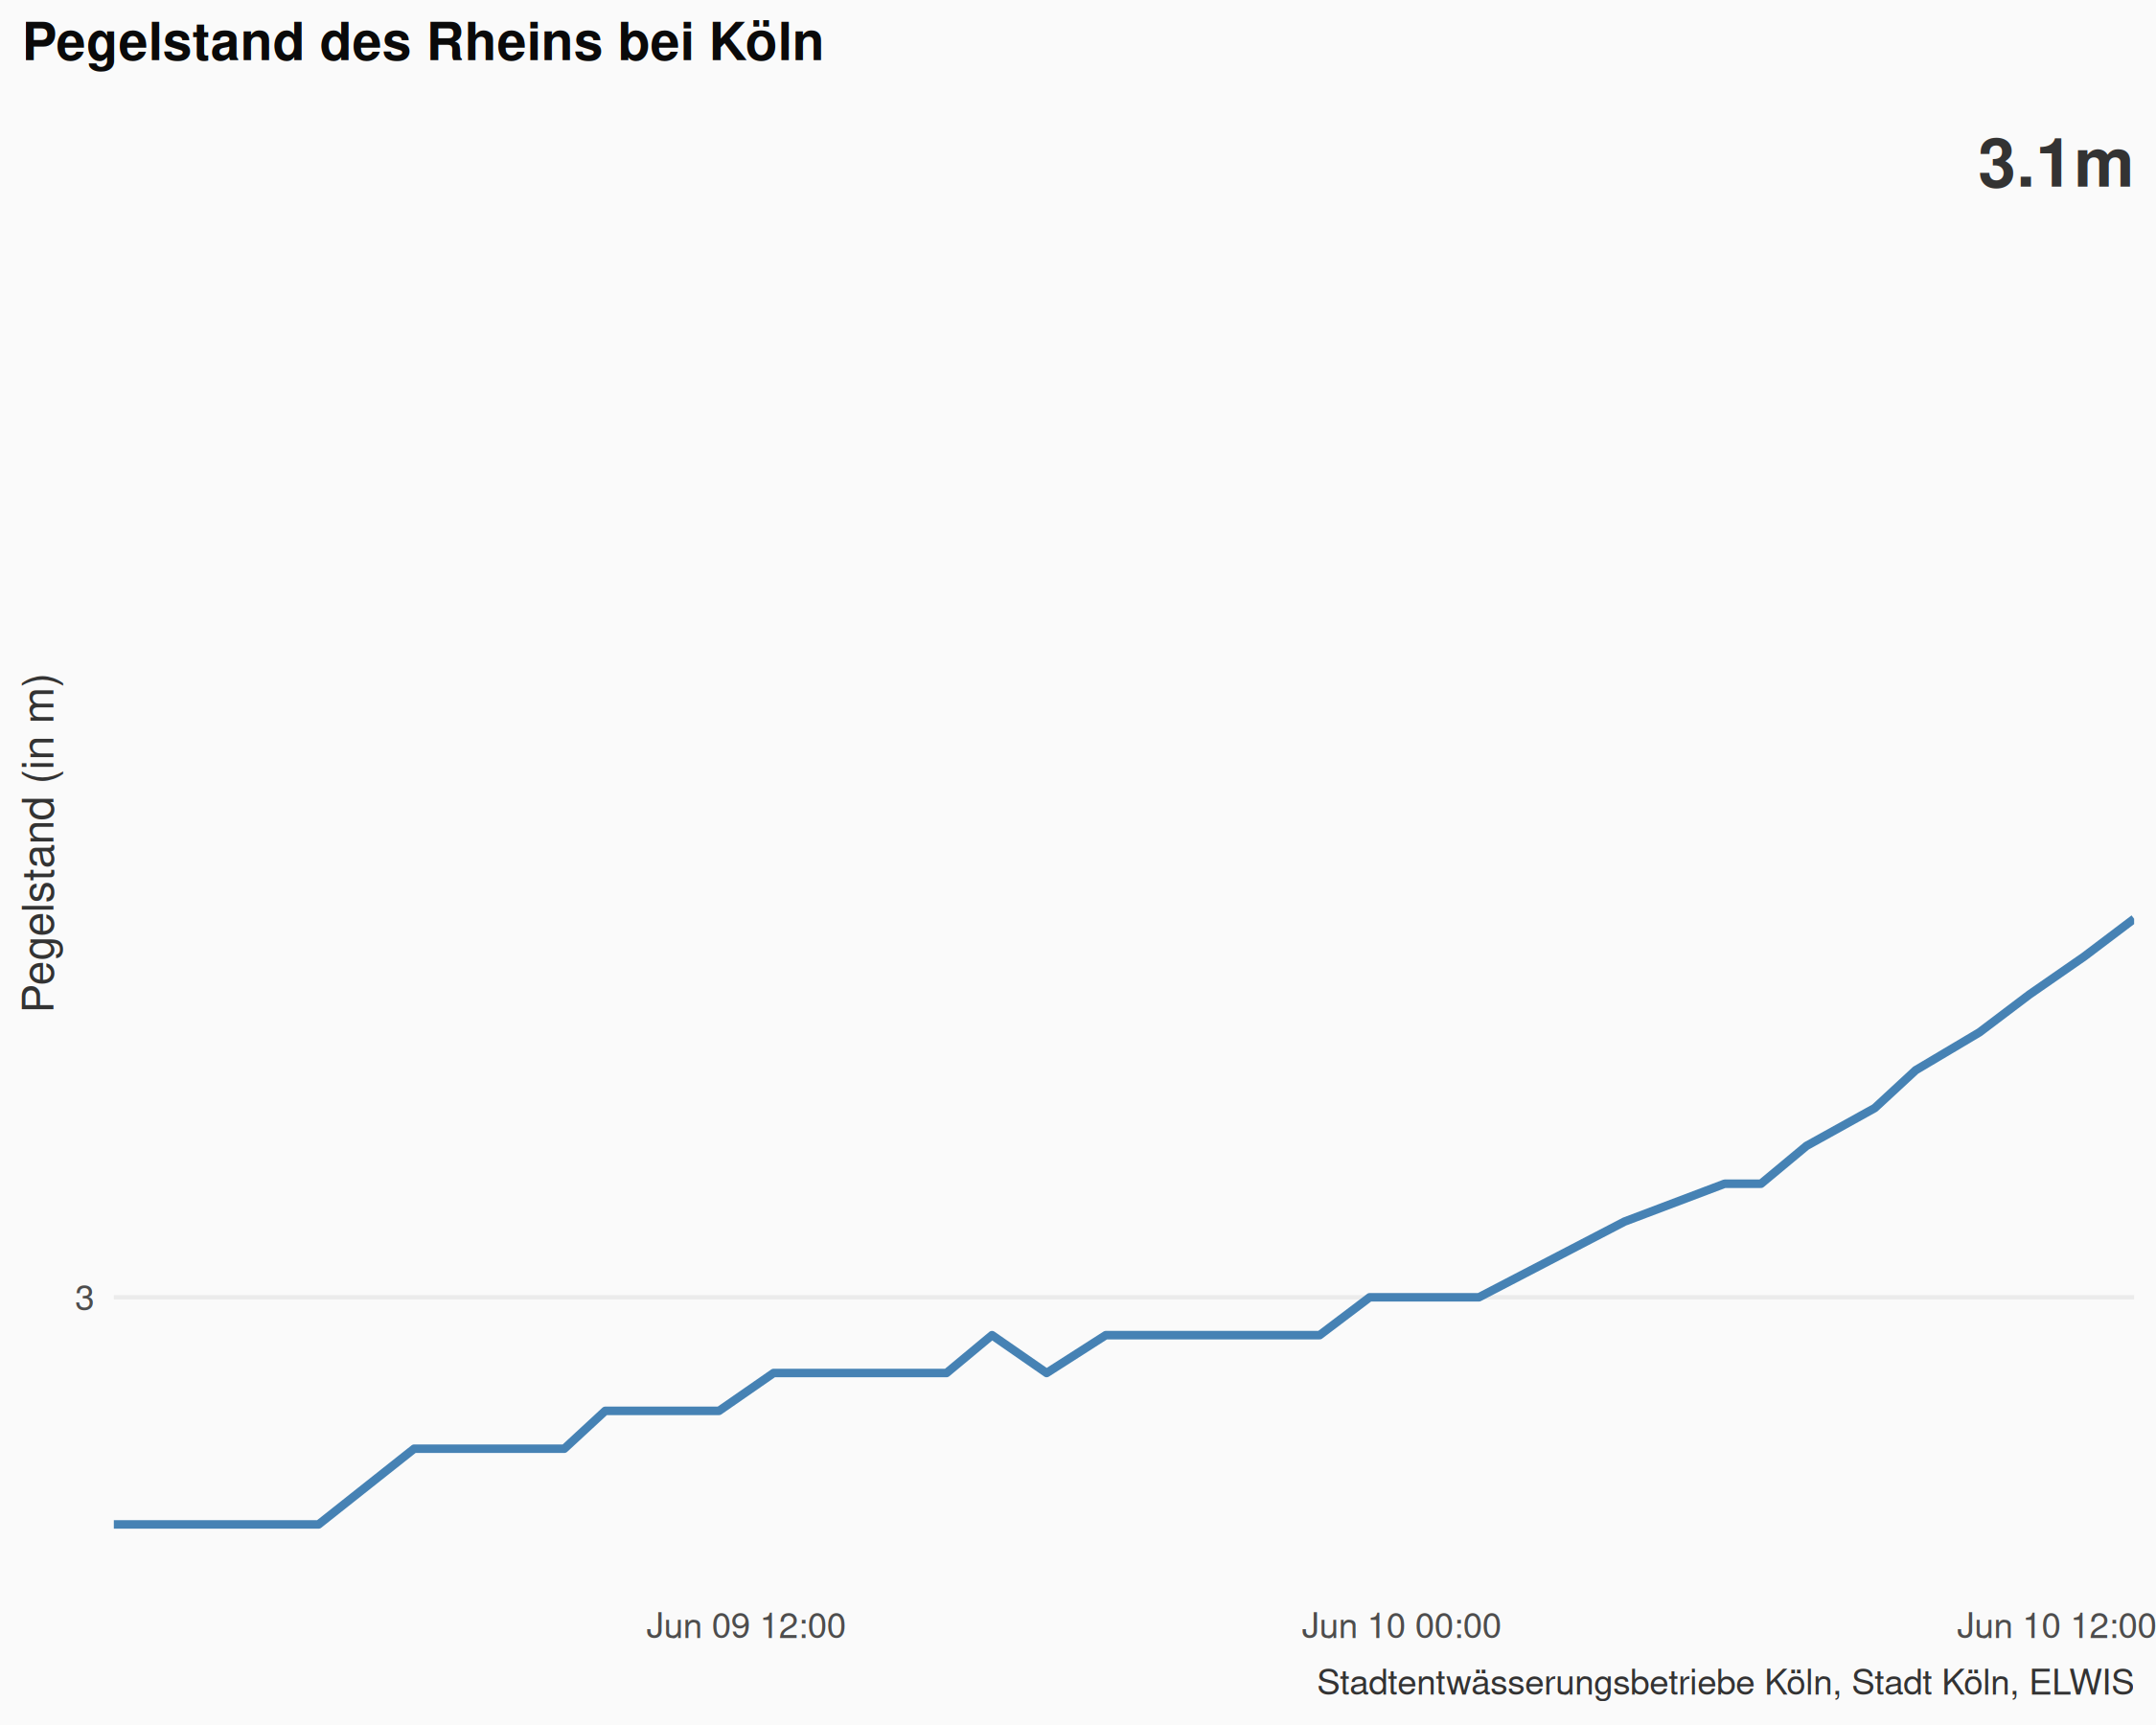 Pegelstand des Rheins bei Köln
3.1m
Pegelstand (in m)
3
Jun 09 12:00
Jun 10 00:00
Jun 10 12:00
Stadtentwässerungsbetriebe Köln, Stadt Köln, ELWIS